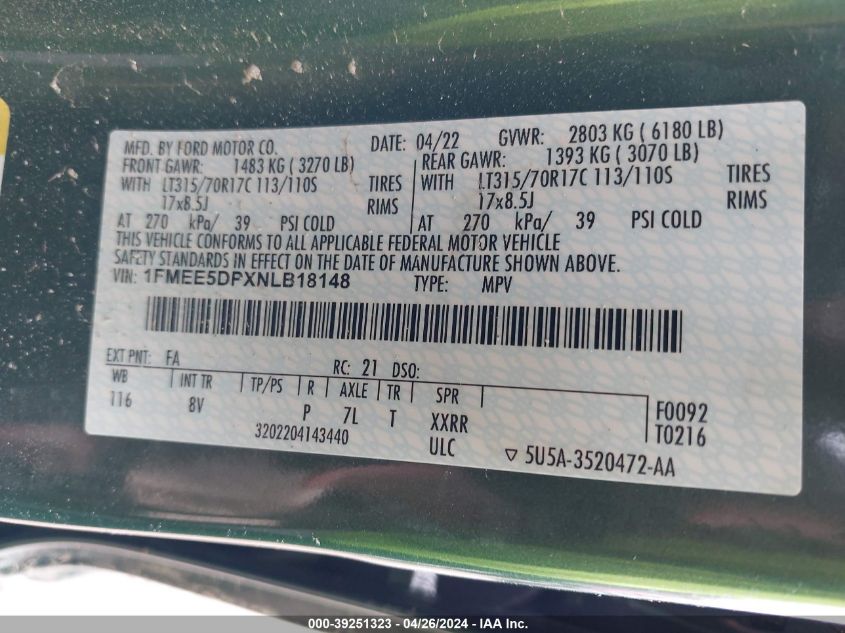 MFD. BY FORD MOTOR CO. DATE: 04/22 GVWR: 2803 KG ( 6180 LB)
FRONT GAWR: 1483 KG ( 3270 LB) REAR GAWR: 1393 KG ( 3070 LB)
WITH LT315/70R17C 113/110S TIRES WITH LT315/70R17C 113/110S TIRES
17x8.5J RIMS 17x8.5J RIMS
AT 270 kPa/ 39 PSI COLD AT 270 kPa/ 39 PSI COLD
THIS VEHICLE CONFORMS TO ALL APPLICABLE FEDERAL MOTOR VEHICLE
SAFETY STANDARDS IN EFFECT ON THE DATE OF MANUFACTURE SHOWN ABOVE.
VIN: 1FMEE5DPXNLB18148 TYPE: MPV
EXT PNT: FA RC: 21 DSO:
WB INT TR TP/PS R AXLE TR SPR
116 8V P 7L T XXRR F0092
3202204143440 ULC T0216
▽ 5U5A-3520472-AA
000-39251323 - 04/26/2024 - IAA Inc.